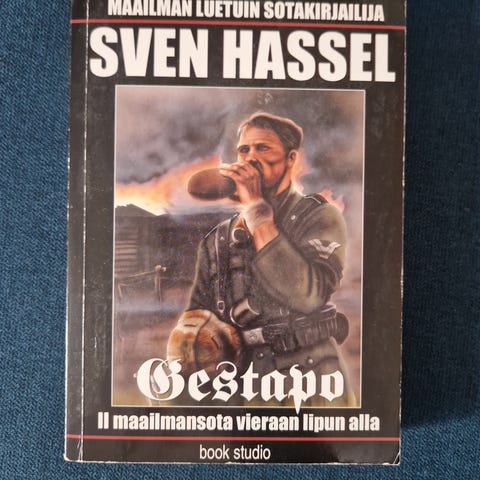 MAAILMAN LUETUIN SOTAKIRJAILIJA
SVEN HASSEL
Gestapo
II maailmansota vieraan lipun alla
book studio